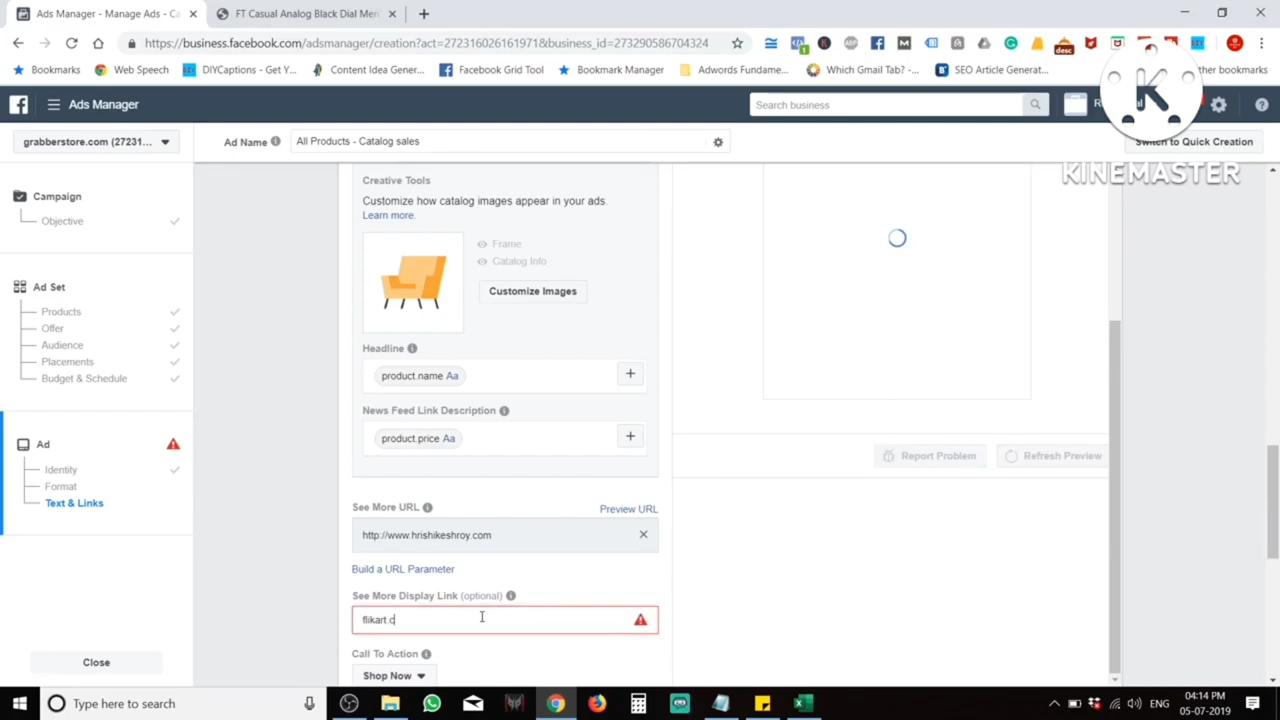 Ads Manager - Manage Ads - Ca
FT Casual Analog Black Dial Men
https://business.facebook.com/adsmanager/creation?act=272316026161971&business_id=273290586704324
Bookmarks
Web Speech
DIYCaptions - Get Y...
Content Idea Gener...
Facebook Grid Tool
Bookmark Manager
Adwords Fundame...
Which Gmail Tab? -...
SEO Article Generat...
ther bookmarks
Ads Manager
Search business
K
KINEMASTER
grabberstore.com (27231...
Ad Name
All Products - Catalog sales
Switch to Quick Creation
Campaign
Objective
Ad Set
Products
Offer
Audience
Placements
Budget & Schedule
Ad
Identity
Format
Text & Links
Close
Creative Tools
Customize how catalog images appear in your ads.
Learn more.
Frame
Catalog Info
Customize Images
Headline
product.name Aa
News Feed Link Description
product.price Aa
Report Problem
Refresh Preview
See More URL
Preview URL
http://www.hrishikeshroy.com
Build a URL Parameter
See More Display Link (optional)
flikart.c
Call To Action
Shop Now
Type here to search
ENG
04:14 PM
05-07-2019